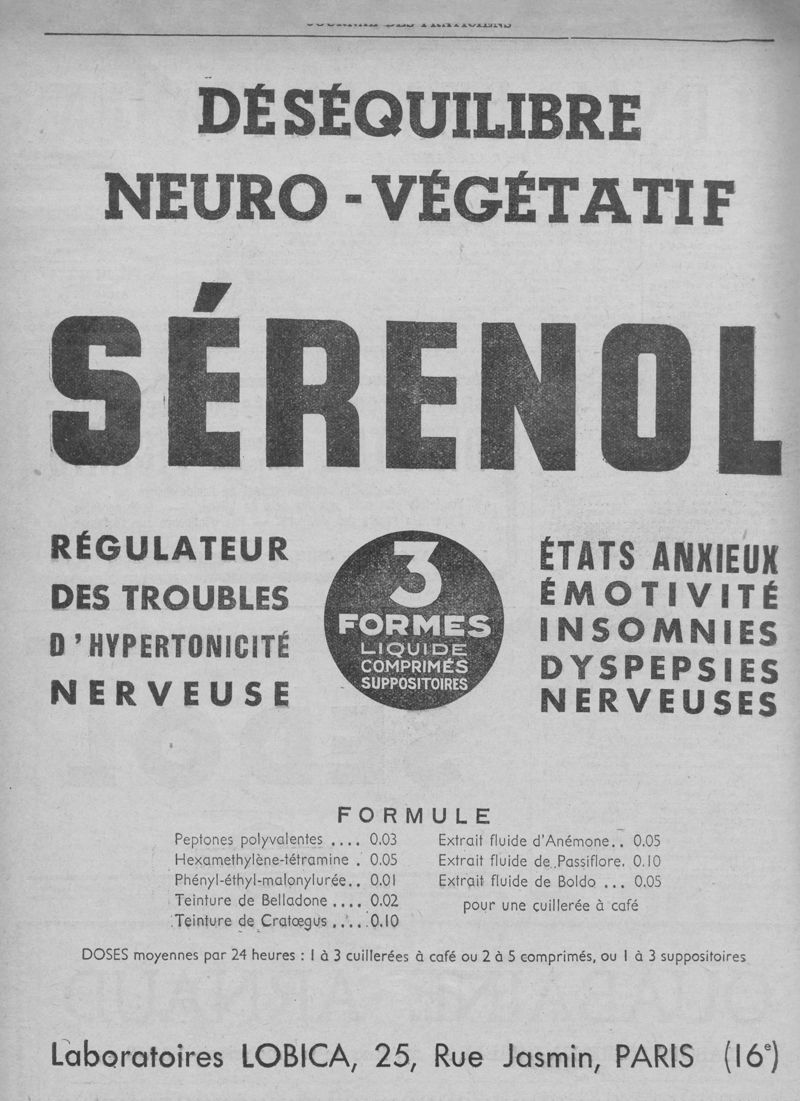 JOURNAL DES PRATICIENS
DÉSÉQUILIBRE
NEURO - VÉGÉTATIF
SÉRENOL
RÉGULATEUR
DES TROUBLES
D'HYPERTONICITÉ
NERVEUSE
3
FORMES
LIQUIDE
COMPRIMÉS
SUPPOSITOIRES
ÉTATS ANXIEUX
ÉMOTIVITÉ
INSOMNIES
DYSPEPSIES
NERVEUSES
FORMULE
Peptones polyvalentes .... 0.03
Hexamethylène-tétramine . 0.05
Phényl-éthyl-malonylurée.. 0.01
Teinture de Belladone .... 0.02
Teinture de Cratœgus ..... 0.10
Extrait fluide d'Anémone.. 0.05
Extrait fluide de Passiflore. 0.10
Extrait fluide de Boldo ... 0.05
pour une cuillerée à café
DOSES moyennes par 24 heures : 1 à 3 cuillerées à café ou 2 à 5 comprimés, ou 1 à 3 suppositoires
Laboratoires LOBICA, 25, Rue Jasmin, PARIS (16e)